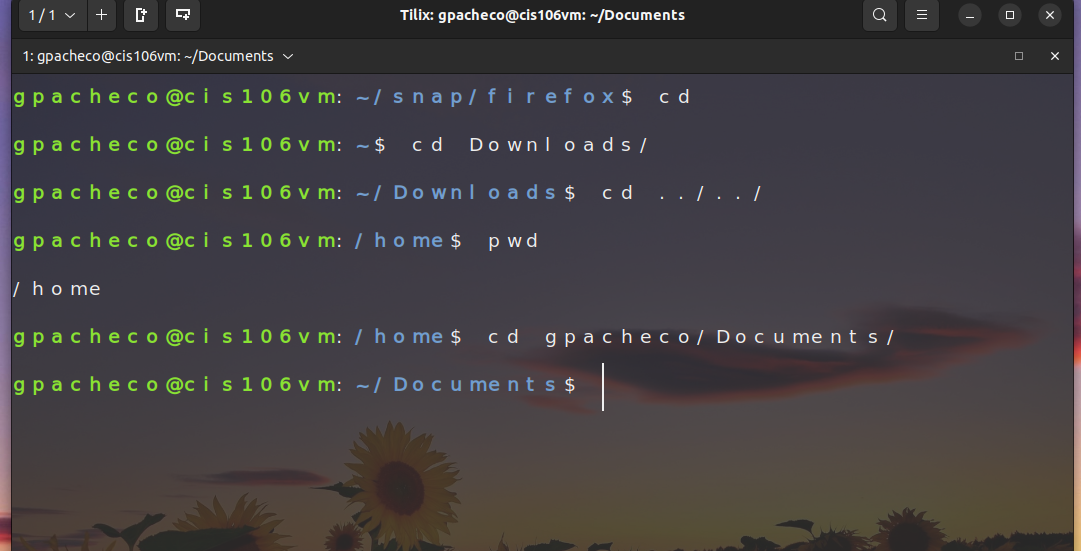 1 / 1
Tilix: gpacheco@cis106vm: ~/Documents
1: gpacheco@cis106vm: ~/Documents
gpacheco@cis106vm:~/snap/firefox$ cd
gpacheco@cis106vm:~$ cd Downloads/
gpacheco@cis106vm:~/Downloads$ cd ../../
gpacheco@cis106vm:/home$ pwd
/home
gpacheco@cis106vm:/home$ cd gpacheco/Documents/
gpacheco@cis106vm:~/Documents$